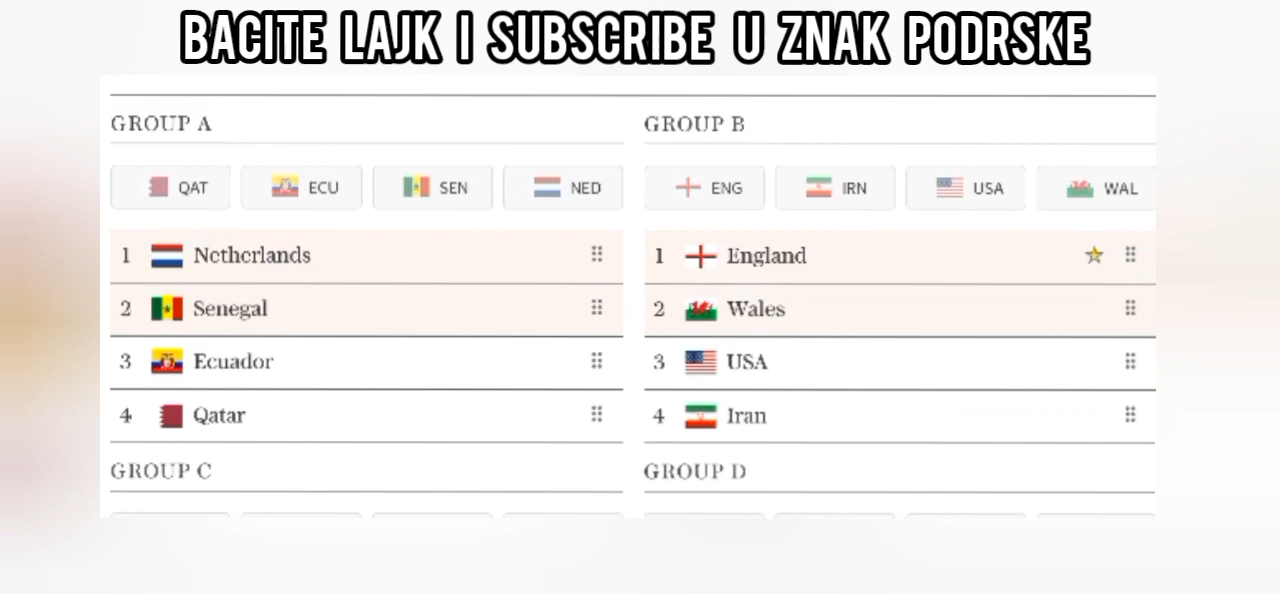 BACITE LAJK I SUBSCRIBE U ZNAK PODRSKE
GROUP A
QAT ECU SEN NED
1 Netherlands
2 Senegal
3 Ecuador
4 Qatar
GROUP B
ENG IRN USA WAL
1 England
2 Wales
3 USA
4 Iran
GROUP C
GROUP D